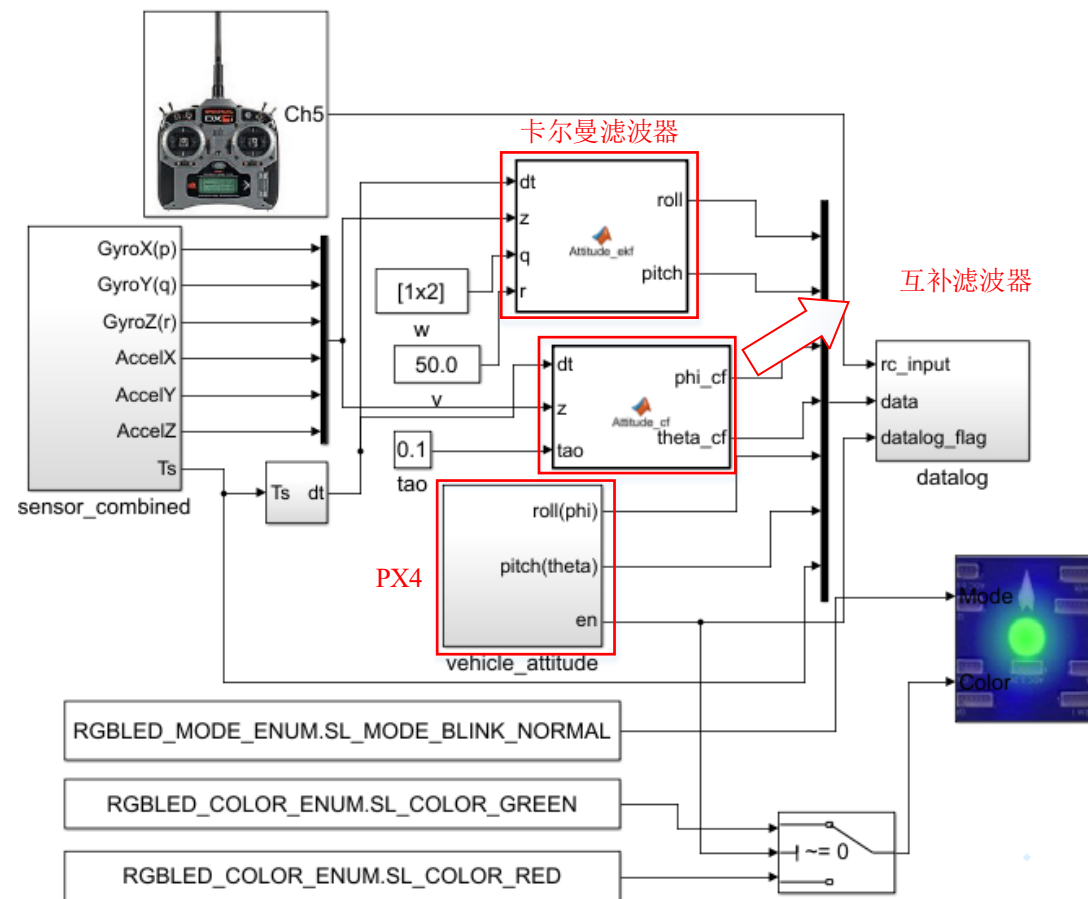 Ch5
卡尔曼滤波器
dt
z
q
r
roll
pitch
Attitude_ekf
GyroX(p)
GyroY(q)
GyroZ(r)
AccelX
AccelY
AccelZ
Ts
sensor_combined
[1x2]
w
50.0
v
0.1
tao
Ts dt
dt
z
tao
phi_cf
theta_cf
Attitude_cf
互补滤波器
rc_input
data
datalog_flag
datalog
PX4
roll(phi)
pitch(theta)
en
vehicle_attitude
Mode
Color
RGBLED_MODE_ENUM.SL_MODE_BLINK_NORMAL
RGBLED_COLOR_ENUM.SL_COLOR_GREEN
RGBLED_COLOR_ENUM.SL_COLOR_RED
~= 0